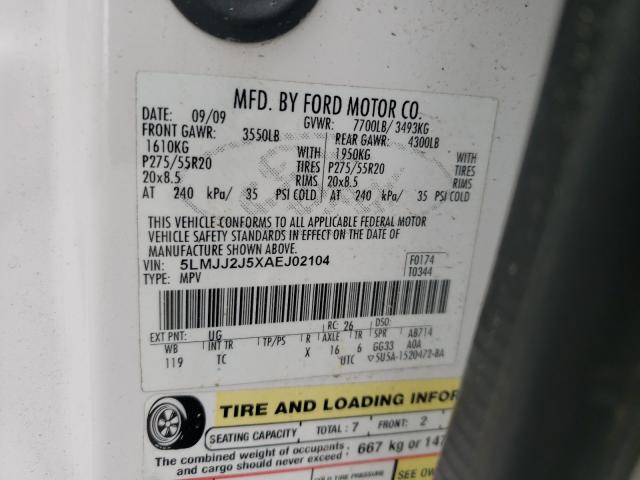 MFD. BY FORD MOTOR CO.
DATE: 09/09 GVWR: 7700LB/ 3493KG
FRONT GAWR: 3550LB REAR GAWR: 4300LB
1610KG WITH 1950KG WITH
P275/55R20 TIRES P275/55R20 TIRES
20x8.5 RIMS 20x8.5 RIMS
AT 240 kPa/ 35 PSI COLD AT 240 kPa/ 35 PSI COLD
THIS VEHICLE CONFORMS TO ALL APPLICABLE FEDERAL MOTOR
VEHICLE SAFETY STANDARDS IN EFFECT ON THE DATE OF
MANUFACTURE SHOWN ABOVE.
VIN: 5LMJJ2J5XAEJ02104 F0174
TYPE: MPV T0344
EXT PNT: UG RC: 26 DSO:
WB INT TR TP/PS R AXLE TR SPR AB714
119 TC X 16 6 GG33 A0A
UTC 5U5A-1520472-BA
TIRE AND LOADING INFOR
SEATING CAPACITY TOTAL : 7 FRONT: 2
The combined weight of occupants
and cargo should never exceed: 667 kg or 147
COLD TIRE PRESSURE SEE OW